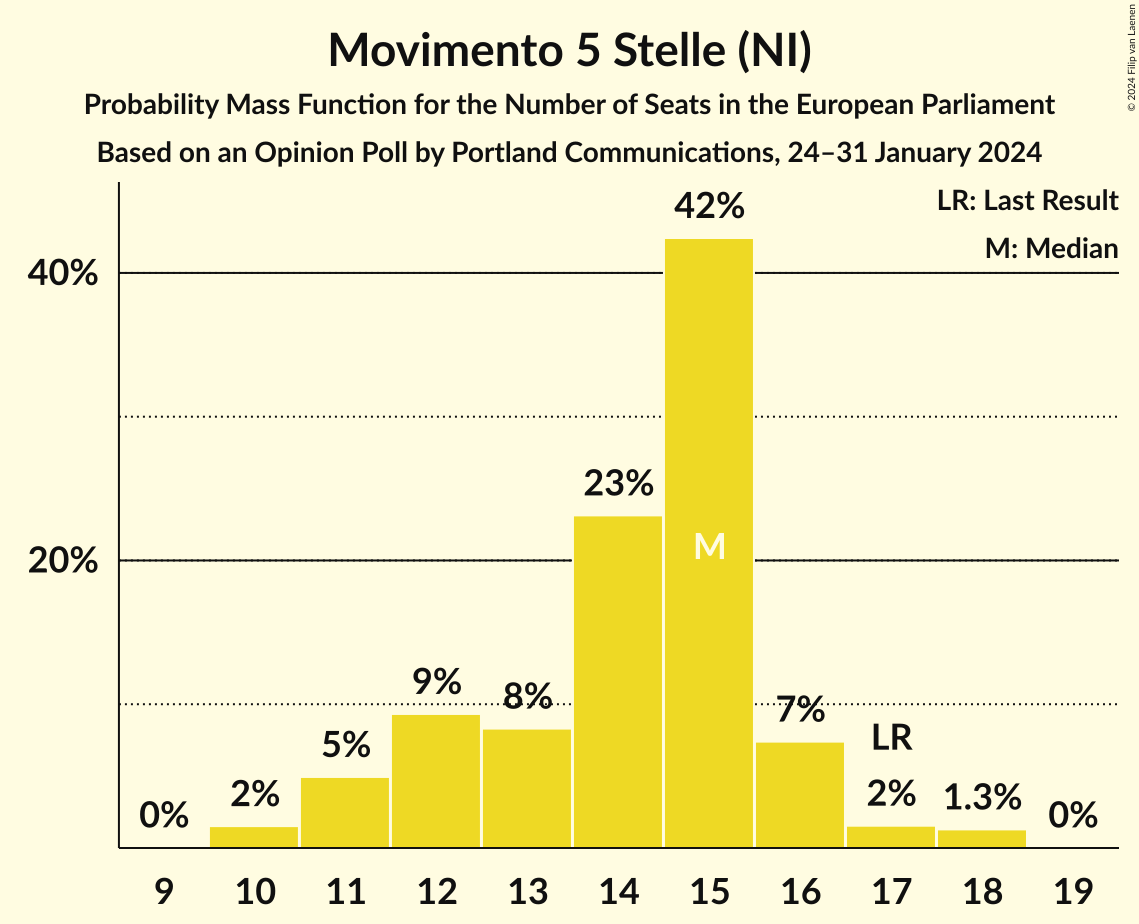 Movimento 5 Stelle (NI)
Probability Mass Function for the Number of Seats in the European Parliament
Based on an Opinion Poll by Portland Communications, 24–31 January 2024
© 2024 Filip van Laenen
LR: Last Result
M: Median
40%
20%
0%
2%
5%
9%
8%
23%
42%
M
7%
LR
2%
1.3%
0%
9 10 11 12 13 14 15 16 17 18 19